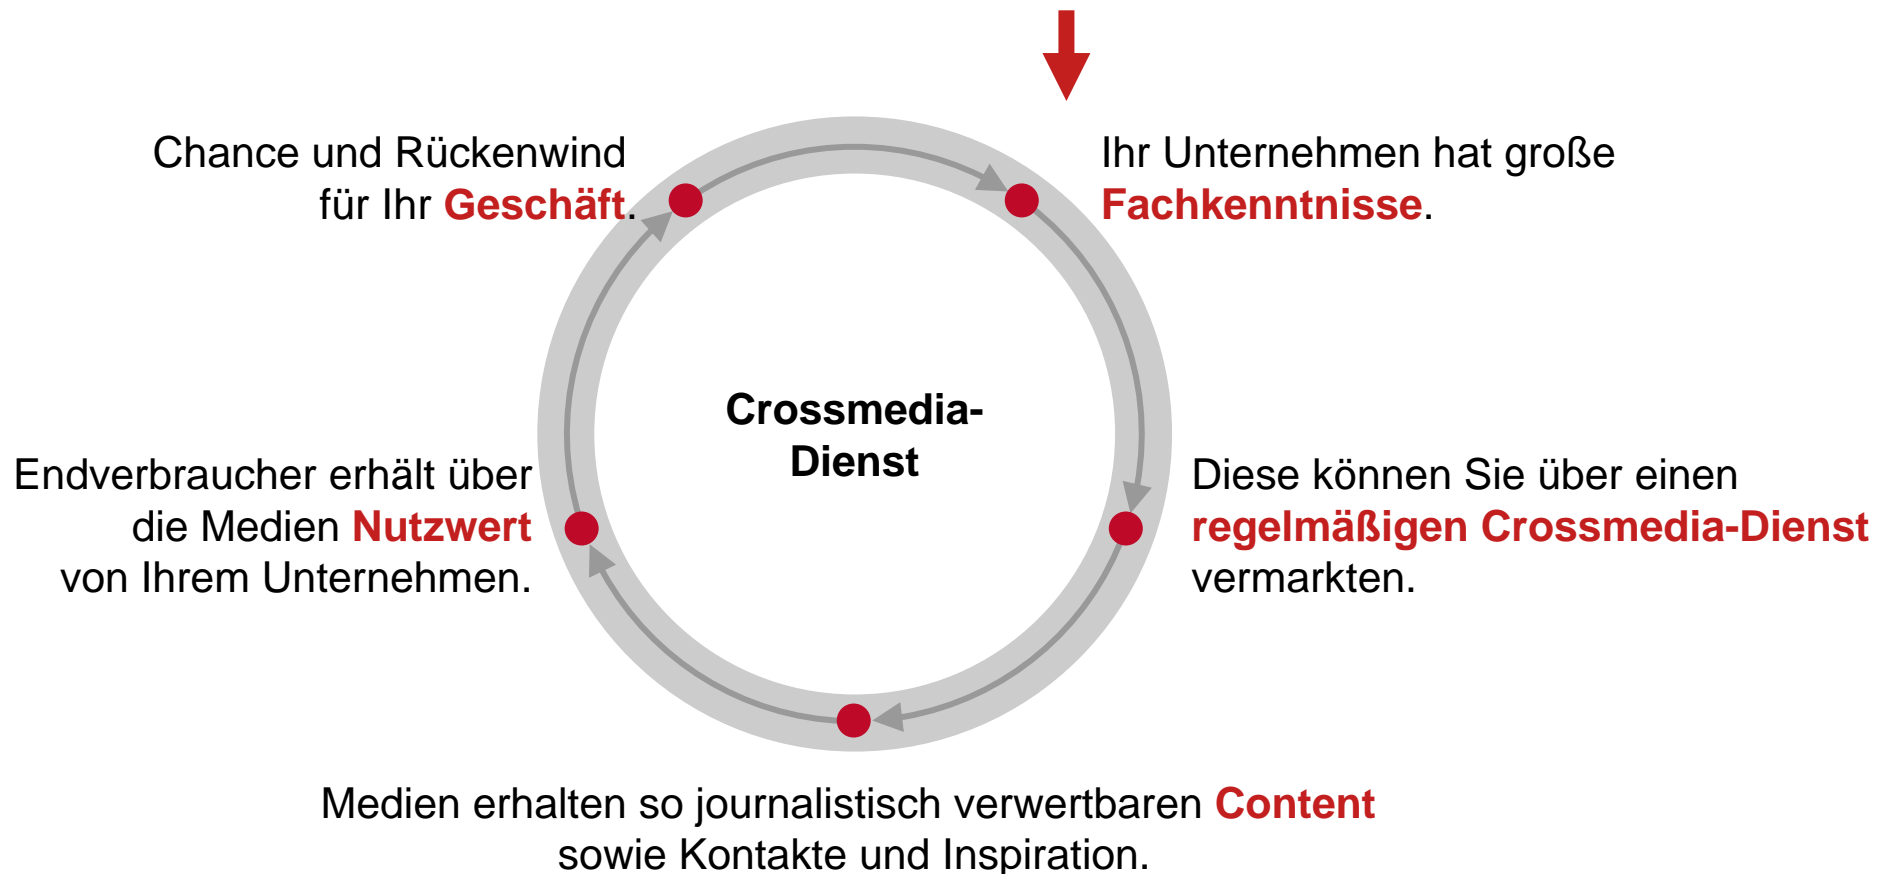 Chance und Rückenwind
für Ihr Geschäft.
Ihr Unternehmen hat große
Fachkenntnisse.
Crossmedia-
Dienst
Endverbraucher erhält über
die Medien Nutzwert
von Ihrem Unternehmen.
Diese können Sie über einen
regelmäßigen Crossmedia-Dienst
vermarkten.
Medien erhalten so journalistisch verwertbaren Content
sowie Kontakte und Inspiration.